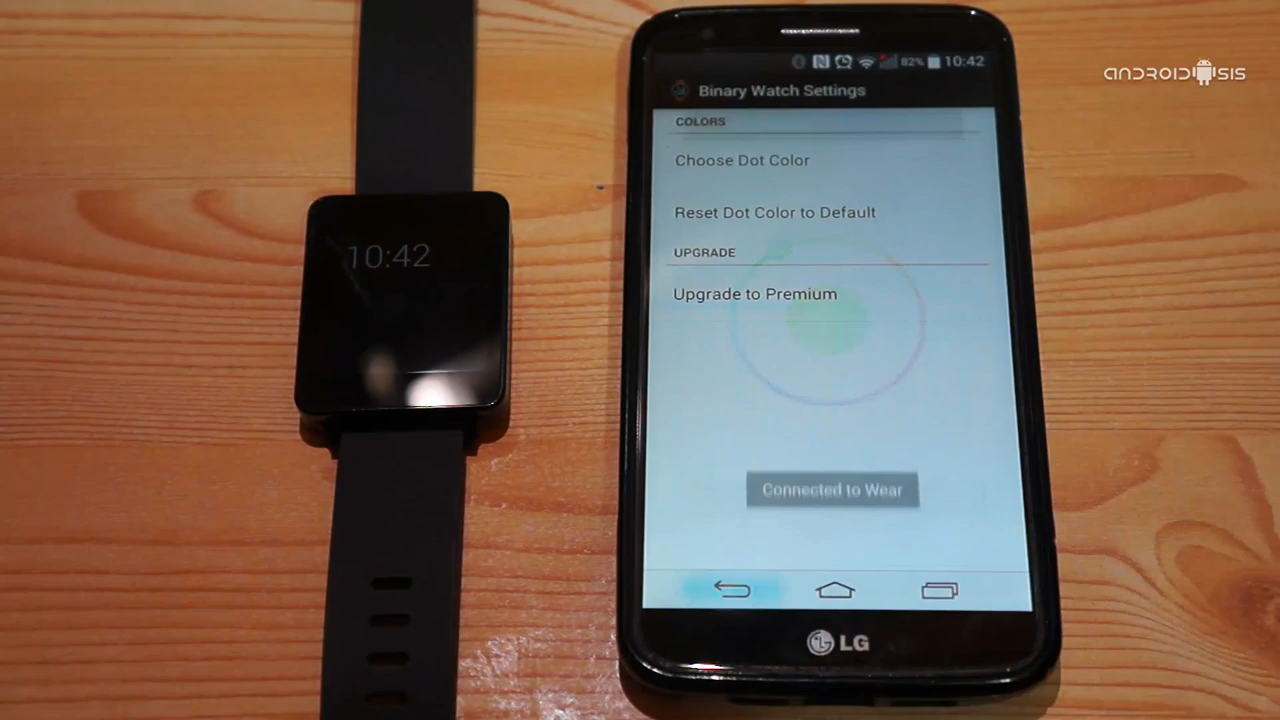 ANDROIDSIS
82% 10:42
Binary Watch Settings
COLORS
Choose Dot Color
Reset Dot Color to Default
UPGRADE
Upgrade to Premium
Connected to Wear
LG
10:42